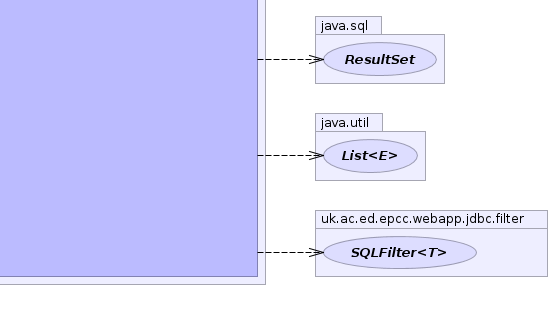 java.sql
ResultSet
java.util
List<E>
uk.ac.ed.epcc.webapp.jdbc.filter
SQLFilter<T>